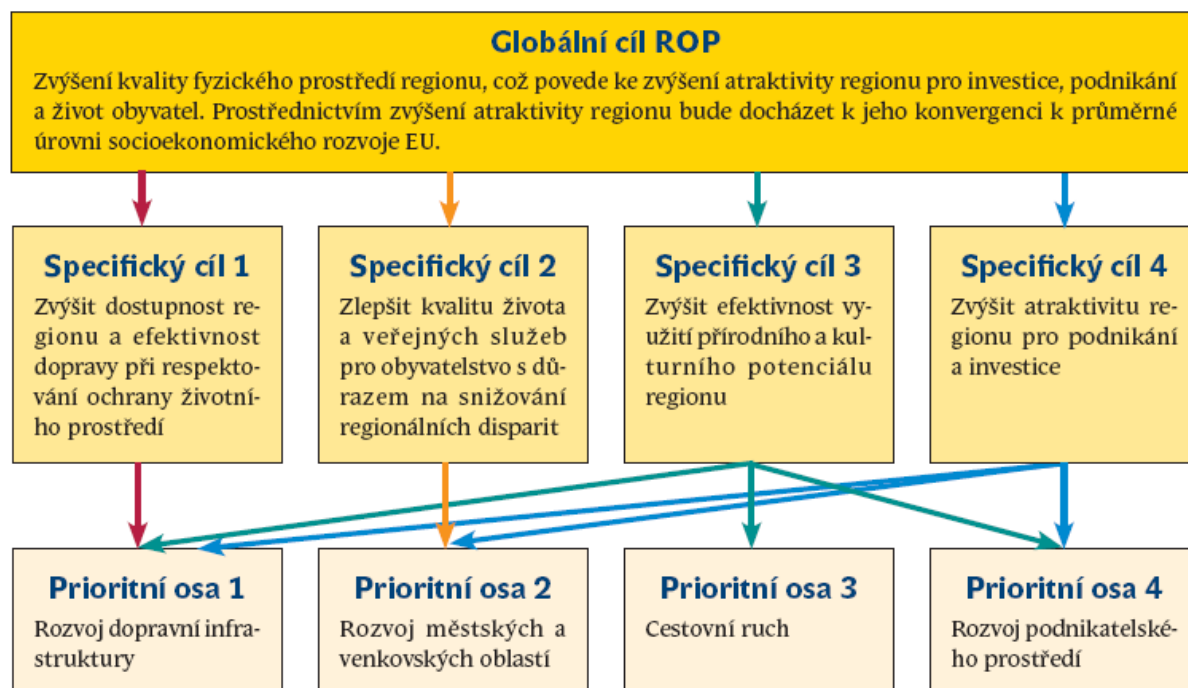 Globální cíl ROP
Zvýšení kvality fyzického prostředí regionu, což povede ke zvýšení atraktivity regionu pro investice, podnikání
a život obyvatel. Prostřednictvím zvýšení atraktivity regionu bude docházet k jeho konvergenci k průměrné
úrovni socioekonomického rozvoje EU.
Specifický cíl 1
Zvýšit dostupnost re-
gionu a efektivnost
dopravy při respekto-
vání ochrany životní-
ho prostředí
Specifický cíl 2
Zlepšit kvalitu života
a veřejných služeb
pro obyvatelstvo s dů-
razem na snižování
regionálních disparit
Specifický cíl 3
Zvýšit efektivnost vy-
užití přírodního a kul-
turního potenciálu
regionu
Specifický cíl 4
Zvýšit atraktivitu re-
gionu pro podnikání
a investice
Prioritní osa 1
Rozvoj dopravní infra-
struktury
Prioritní osa 2
Rozvoj městských a
venkovských oblastí
Prioritní osa 3
Cestovní ruch
Prioritní osa 4
Rozvoj podnikatelské-
ho prostředí